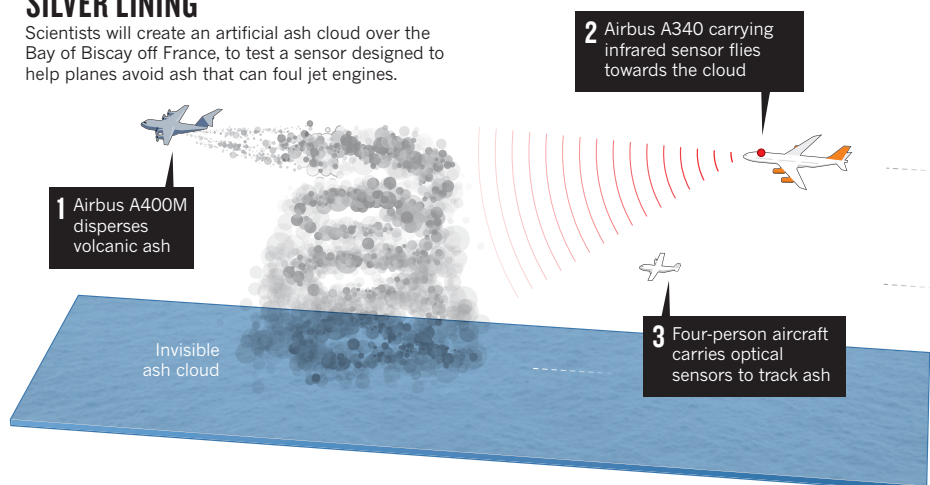 SILVER LINING
Scientists will create an artificial ash cloud over the
Bay of Biscay off France, to test a sensor designed to
help planes avoid ash that can foul jet engines.
1 Airbus A400M
disperses
volcanic ash
2 Airbus A340 carrying
infrared sensor flies
towards the cloud
3 Four-person aircraft
carries optical
sensors to track ash
Invisible
ash cloud